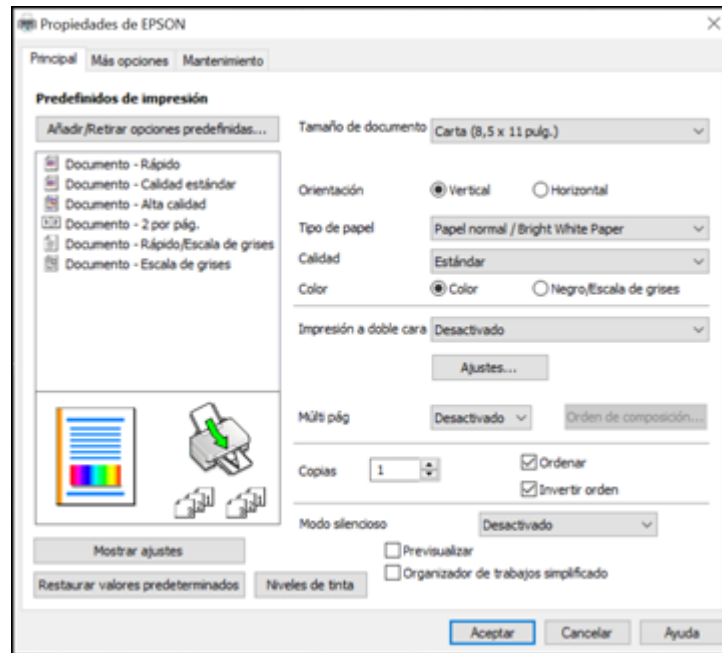 Propiedades de EPSON
Principal Más opciones Mantenimiento
Predefinidos de impresión
Añadir/Retirar opciones predefinidas...
Documento - Rápido
Documento - Calidad estándar
Documento - Alta calidad
Documento - 2 por pág.
Documento - Rápido/Escala de grises
Documento - Escala de grises
Mostrar ajustes
Restaurar valores predeterminados Niveles de tinta
Tamaño de documento Carta (8,5 x 11 pulg.)
Orientación Vertical Horizontal
Tipo de papel Papel normal / Bright White Paper
Calidad Estándar
Color Color Negro/Escala de grises
Impresión a doble cara Desactivado
Ajustes...
Múlti pág Desactivado Orden de composición...
Copias 1 Ordenar
Invertir orden
Modo silencioso Desactivado
Previsualizar
Organizador de trabajos simplificado
Aceptar Cancelar Ayuda